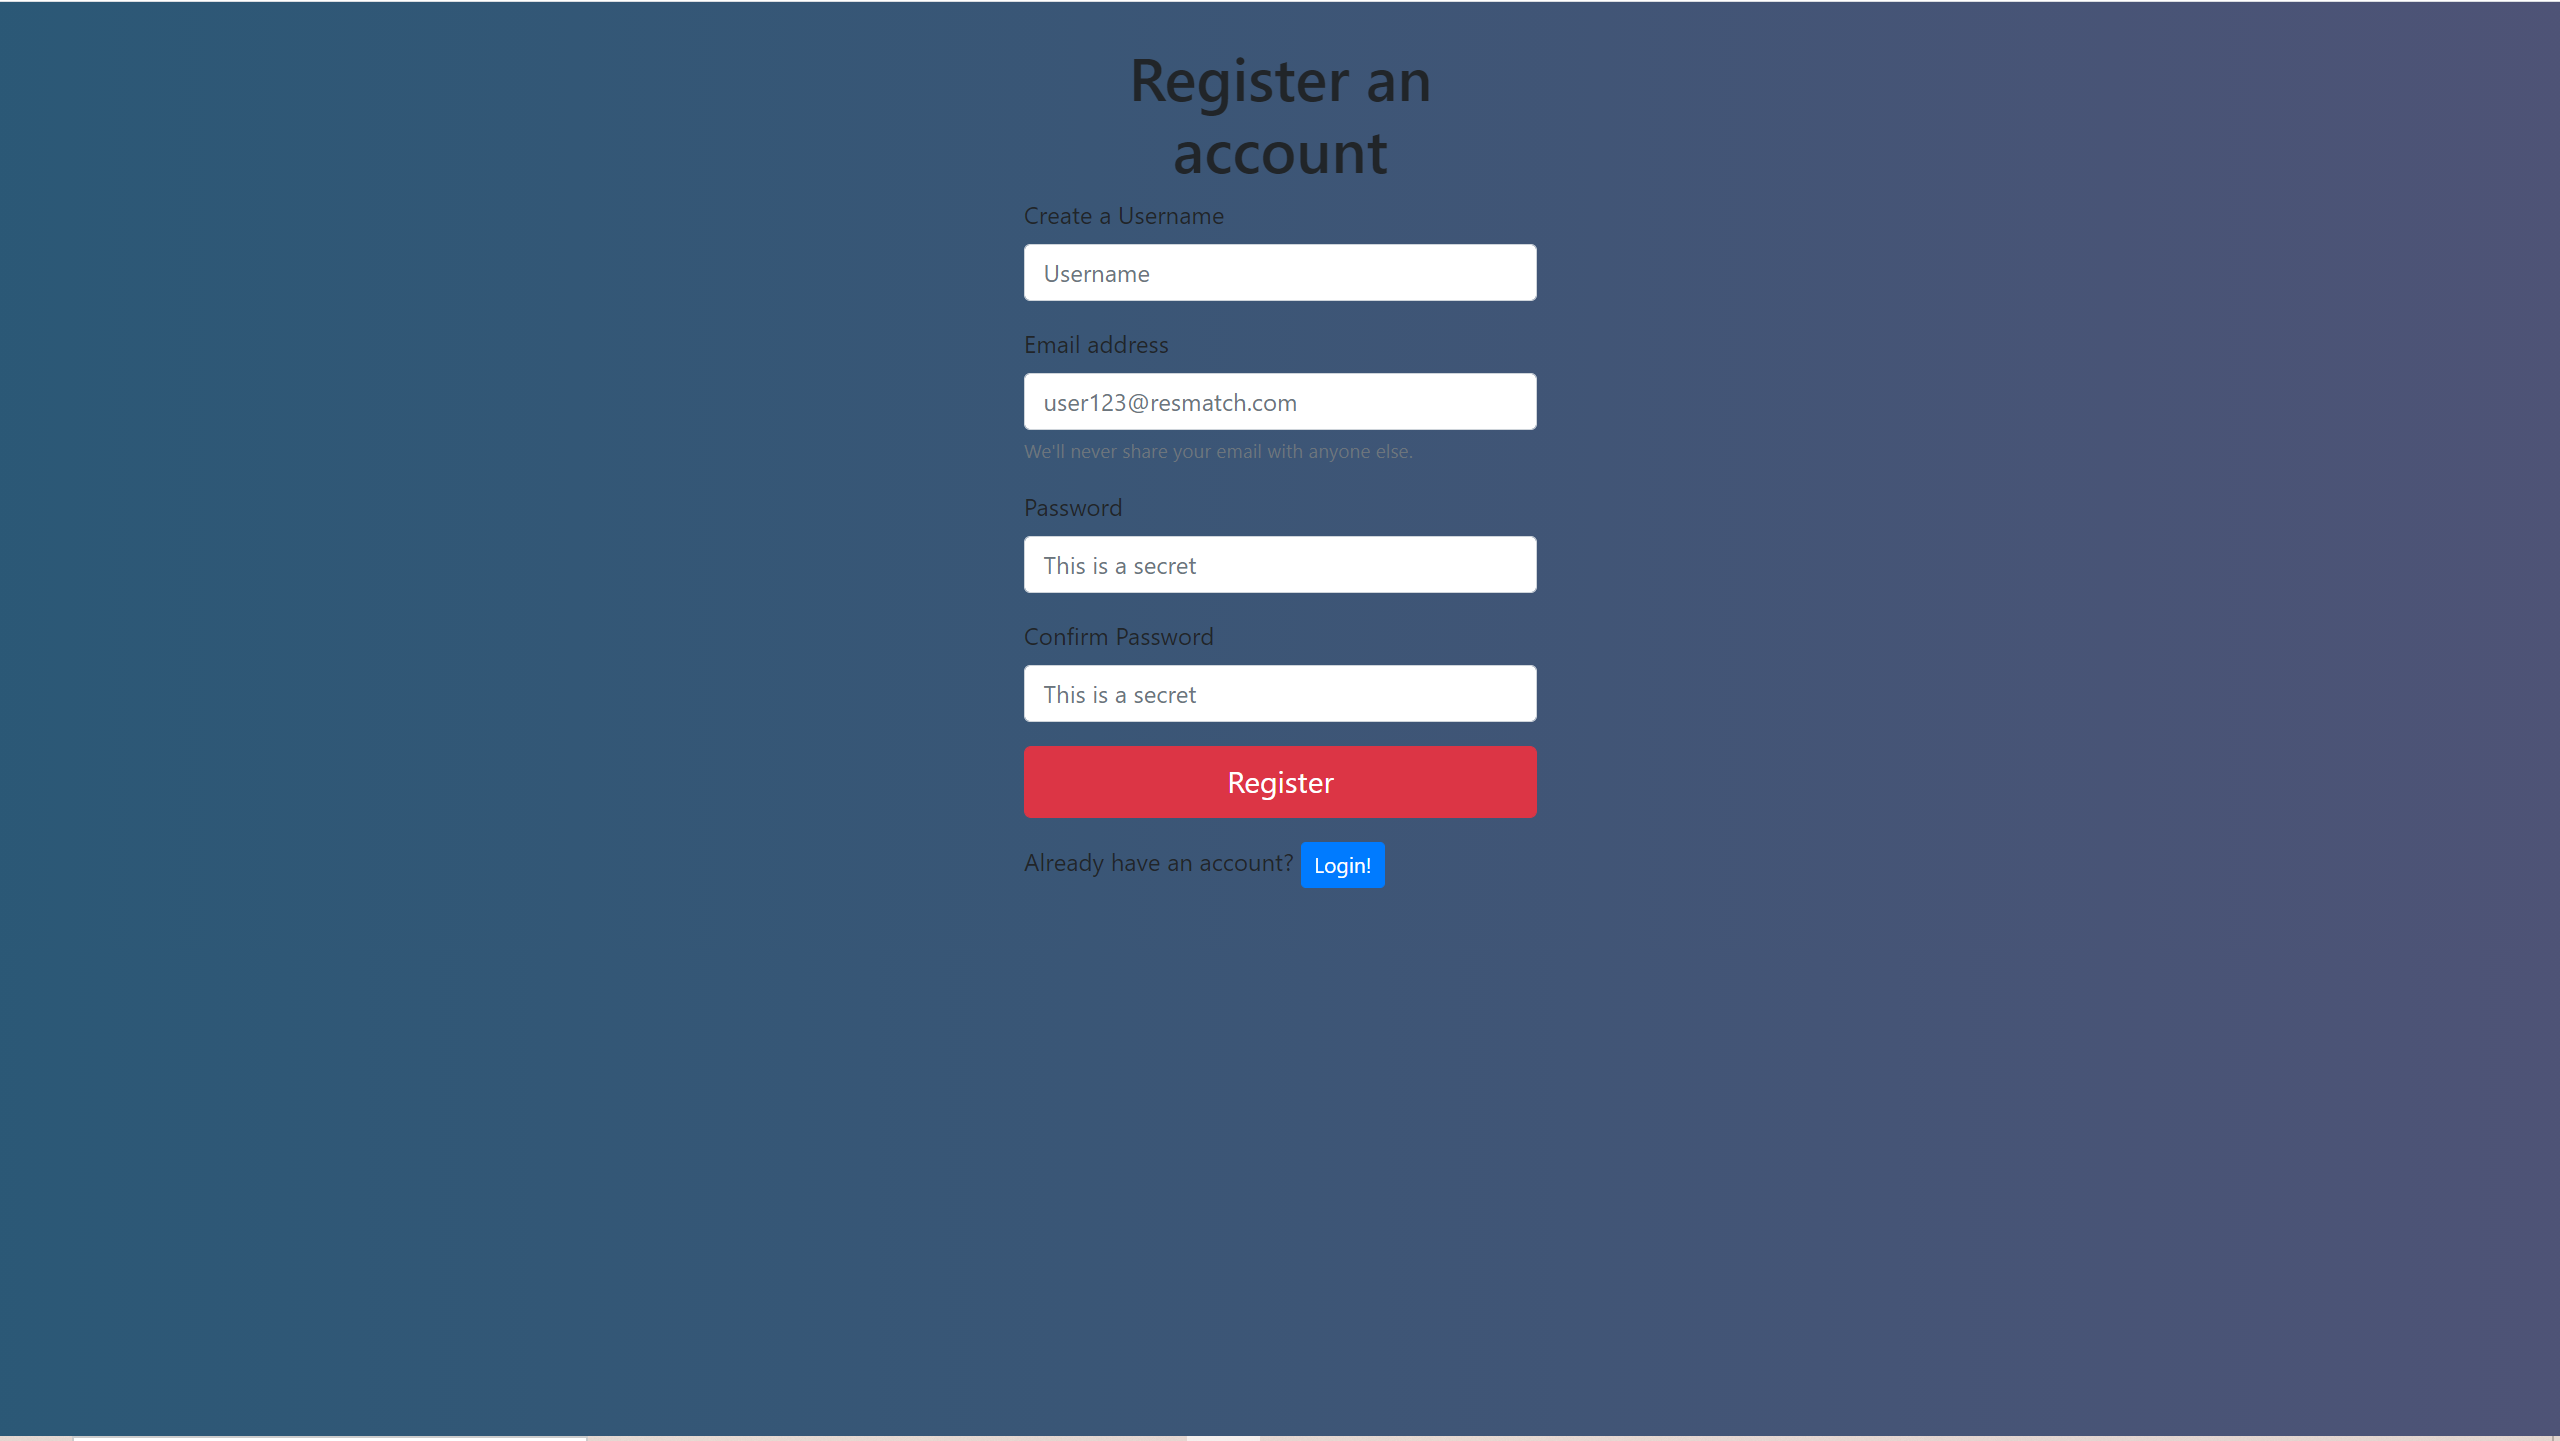 Register an
account
Create a Username
Username
Email address
user123@resmatch.com
We'll never share your email with anyone else.
Password
This is a secret
Confirm Password
This is a secret
Register
Already have an account? Login!